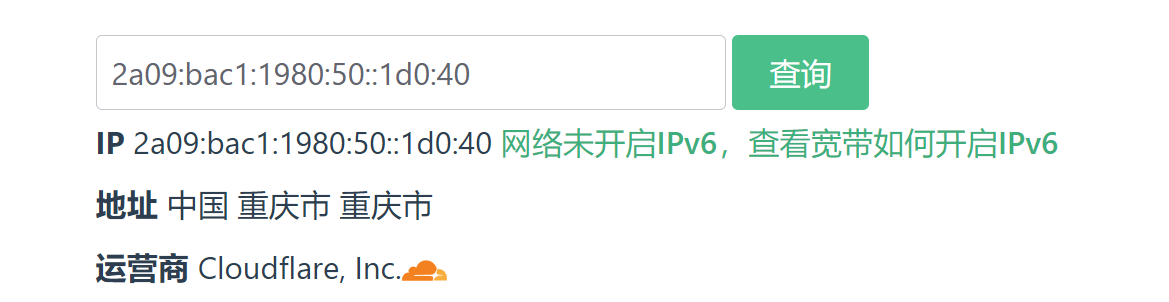 2a09:bac1:1980:50::1d0:40 查询
IP 2a09:bac1:1980:50::1d0:40 网络未开启IPv6，查看宽带如何开启IPv6
地址 中国 重庆市 重庆市
运营商 Cloudflare, Inc.